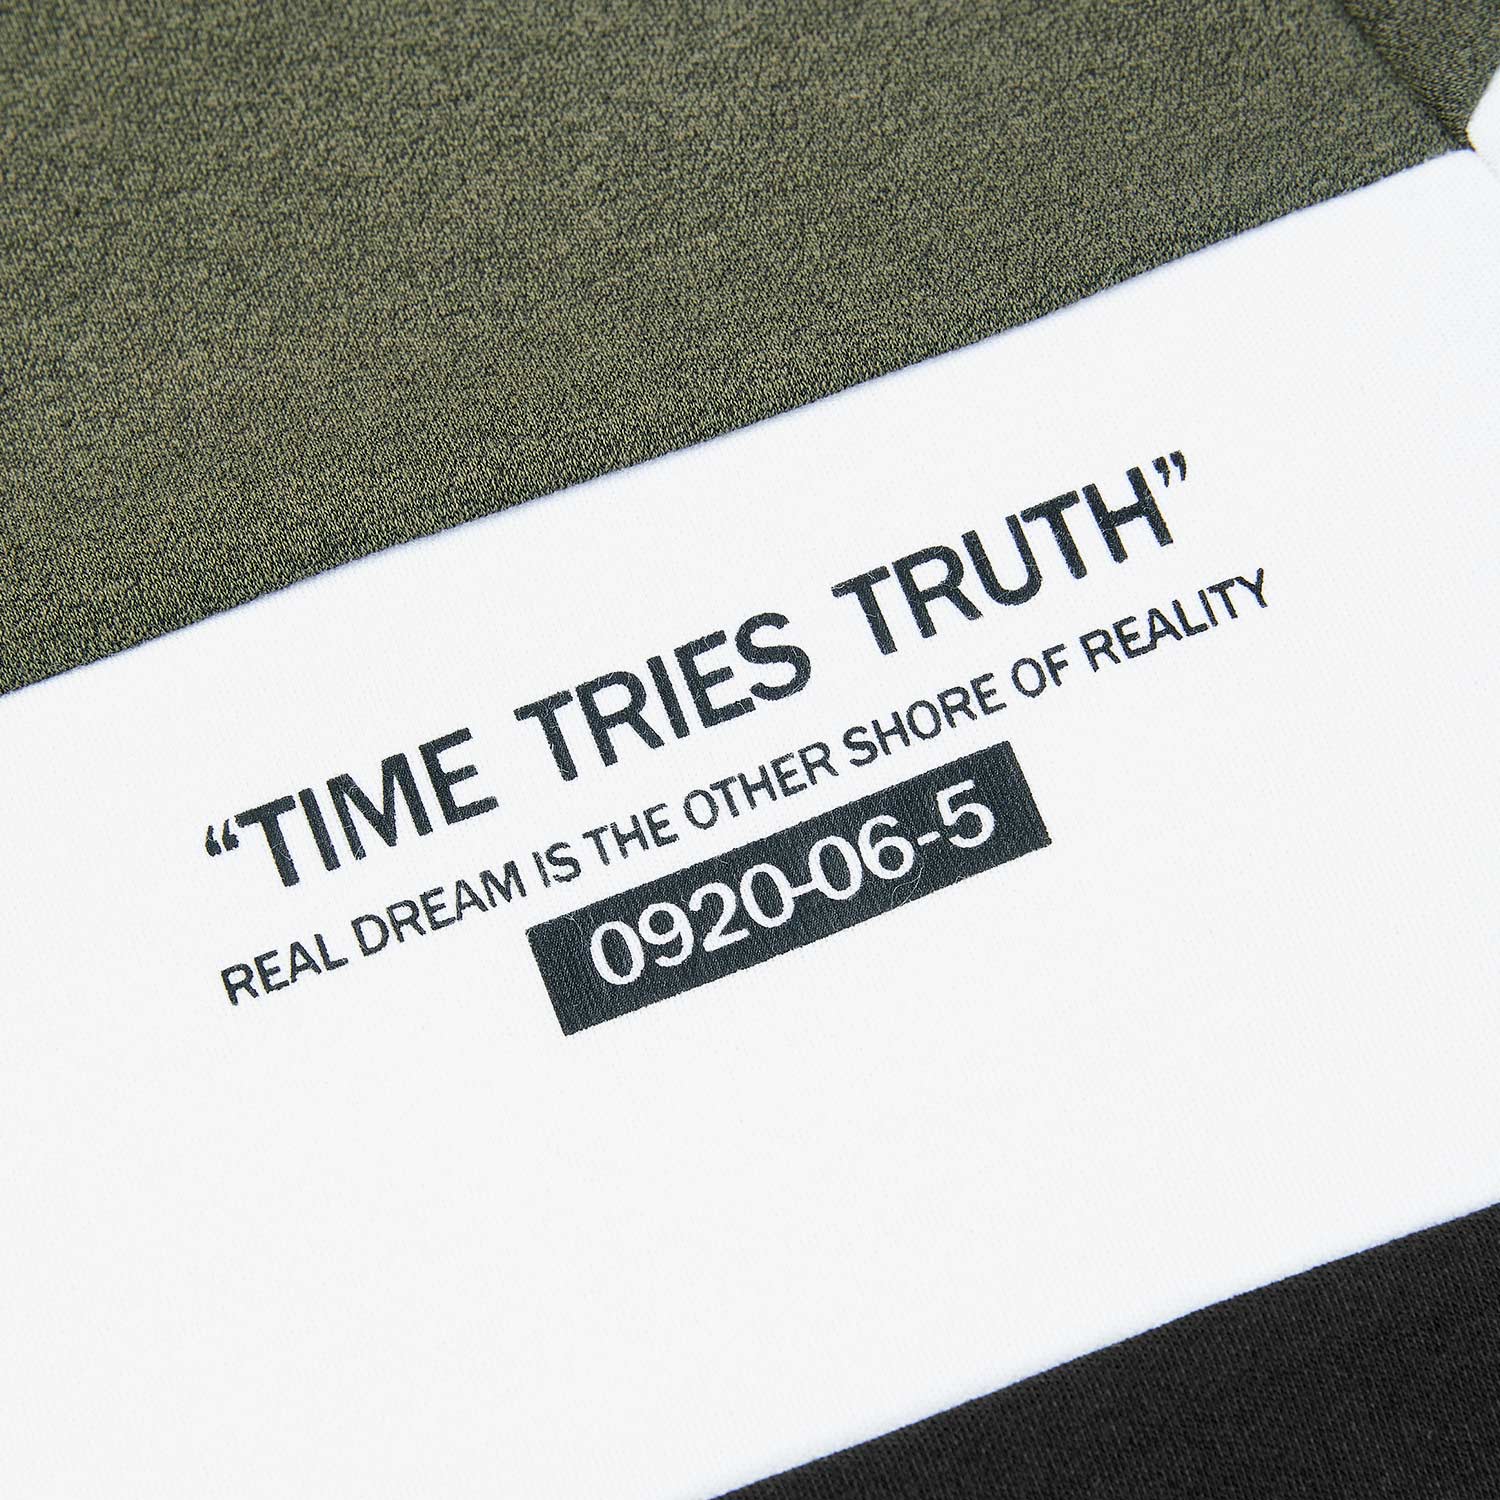 “TIME TRIES TRUTH”
REAL DREAM IS THE OTHER SHORE OF REALITY
0920-06-5